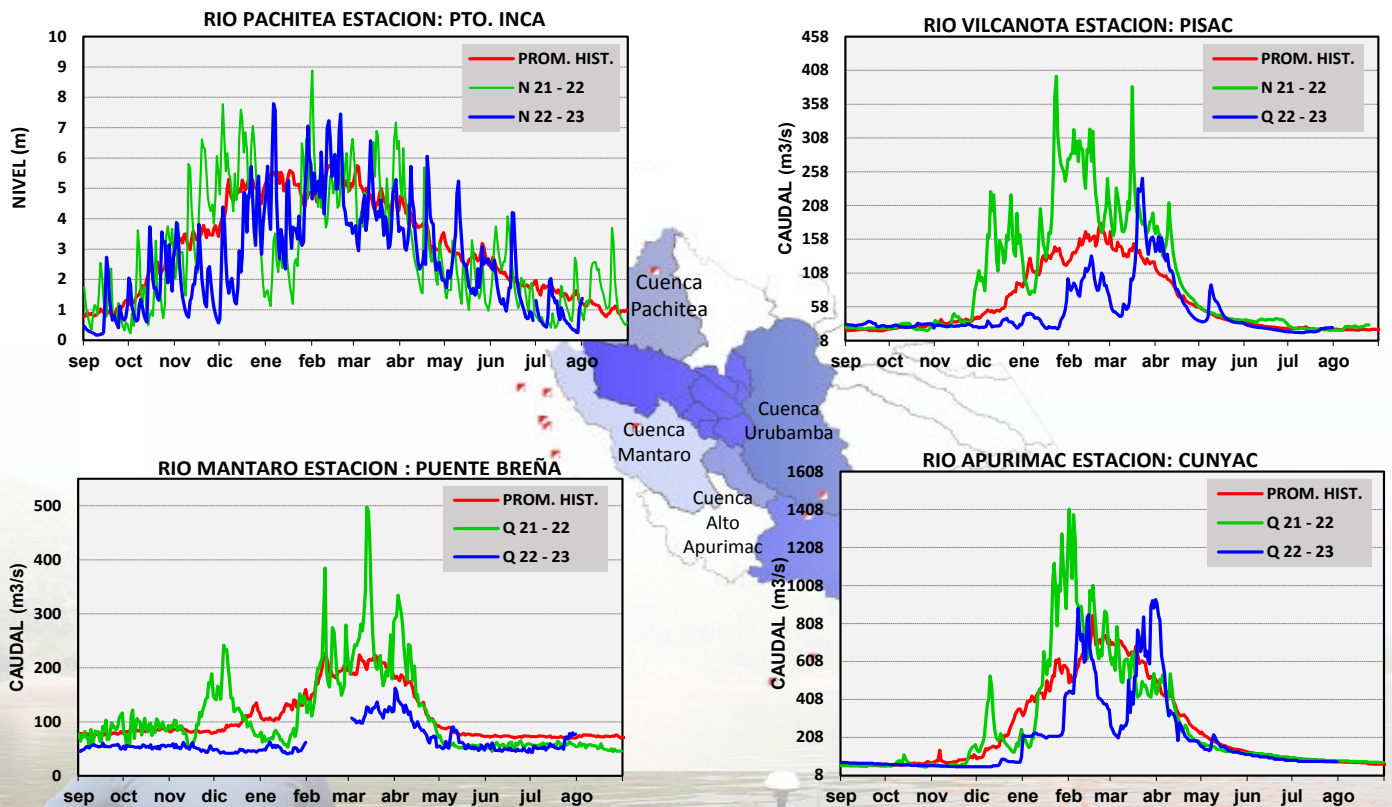 RIO PACHITEA ESTACION: PTO. INCA
NIVEL (m)
10
9
8
7
6
5
4
3
2
1
0
PROM. HIST.
N 21 - 22
N 22 - 23
sep oct nov dic ene feb mar abr may jun jul ago
RIO VILCANOTA ESTACION: PISAC
CAUDAL (m3/s)
458
408
358
308
258
208
158
108
58
8
PROM. HIST.
N 21 - 22
Q 22 - 23
sep oct nov dic ene feb mar abr may jun jul ago
Cuenca
Pachitea
Cuenca
Urubamba
Cuenca
Mantaro
Cuenca
Alto
Apurimac
RIO MANTARO ESTACION : PUENTE BREÑA
CAUDAL (m3/s)
500
400
300
200
100
0
PROM. HIST.
Q 21 - 22
Q 22 - 23
sep oct nov dic ene feb mar abr may jun jul ago
RIO APURIMAC ESTACION: CUNYAC
CAUDAL (m3/s)
1608
1408
1208
1008
808
608
408
208
8
PROM. HIST.
Q 21 - 22
Q 22 - 23
sep oct nov dic ene feb mar abr may jun jul ago